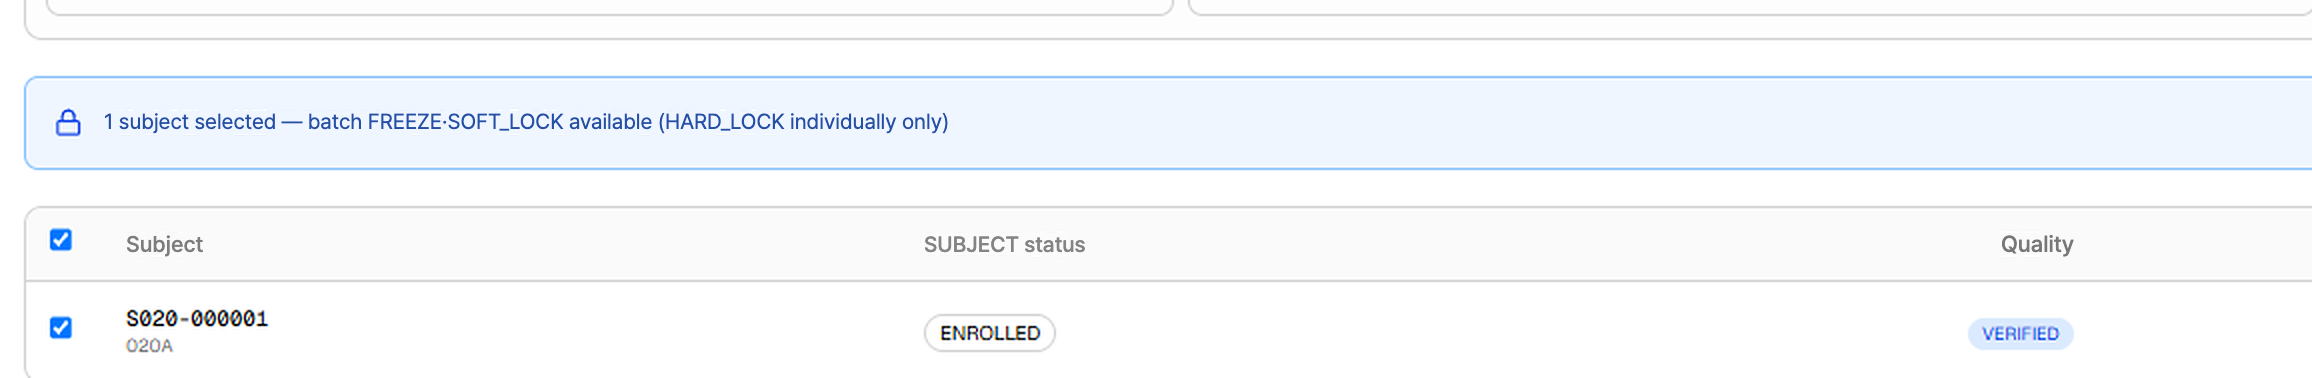 1 subject selected — batch FREEZE·SOFT_LOCK available (HARD_LOCK individually only)
Subject SUBJECT status Quality
S020-000001 ENROLLED VERIFIED
020A